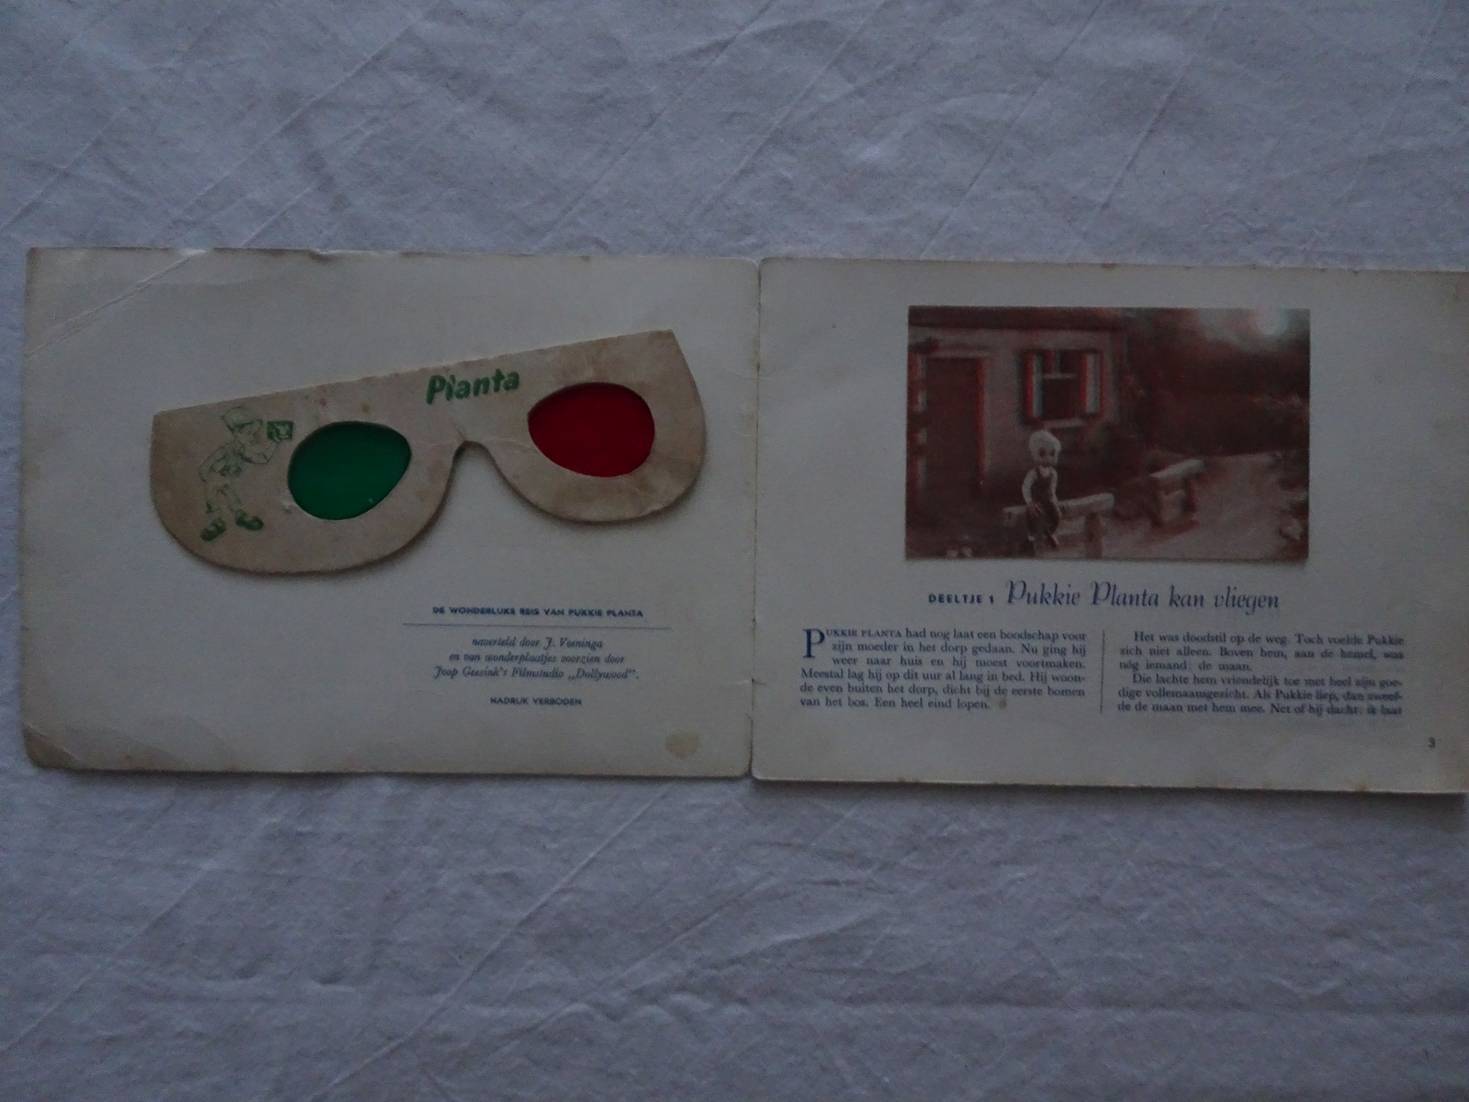 Planta
DE WONDERLIJKE REIS VAN PUKKIE PLANTA
naverteld door J. Veeninga
en van wonderplaatjes voorzien door
Joop Geesink's Filmstudio „Dollywood".
NADRUK VERBODEN
DEELTJE 1 Pukkie Planta kan vliegen
PUKKIE PLANTA had nog laat een boodschap voor
zijn moeder in het dorp gedaan. Nu ging hij
weer naar huis en hij moest voortmaken.
Meestal lag hij op dit uur al lang in bed. Hij woon-
de even buiten het dorp, dicht bij de eerste bomen
van het bos. Een heel eind lopen.
Het was doodstil op de weg. Toch voelde Pukkie
zich niet alleen. Boven hem, aan de hemel, was
nóg iemand: de maan.
Die lachte hem vriendelijk toe met heel zijn goe-
dige vollemaansgezicht. Als Pukkie liep, dan zweef-
de de maan met hem mee. Net of hij dacht: ik laat
3